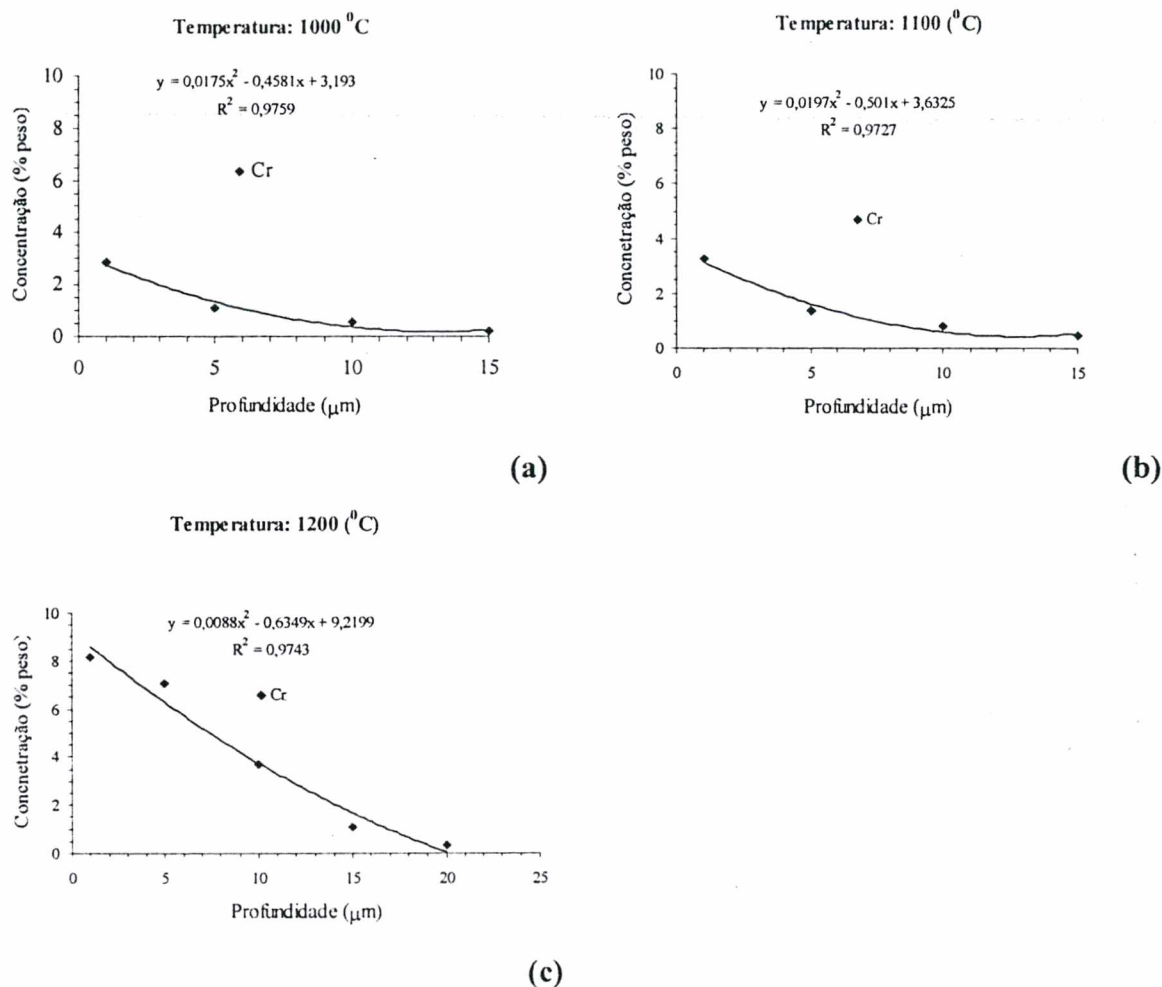 Temperatura: 1000 ⁰C
y = 0,0175x² - 0,4581x + 3,193
R² = 0,9759
Concentração (% peso)
10
8
6
4
2
0
Cr
0 5 10 15
Profundidade (μm)
(a)
Temperatura: 1100 (⁰C)
y = 0,0197x² - 0,501x + 3,6325
R² = 0,9727
Concnetração (% peso)
10
8
6
4
2
0
Cr
0 5 10 15
Profundidade (μm)
(b)
Temperatura: 1200 (⁰C)
y = 0,0088x² - 0,6349x + 9,2199
R² = 0,9743
Concnetração (% peso)
10
8
6
4
2
0
Cr
0 5 10 15 20 25
Profundidade (μm)
(c)